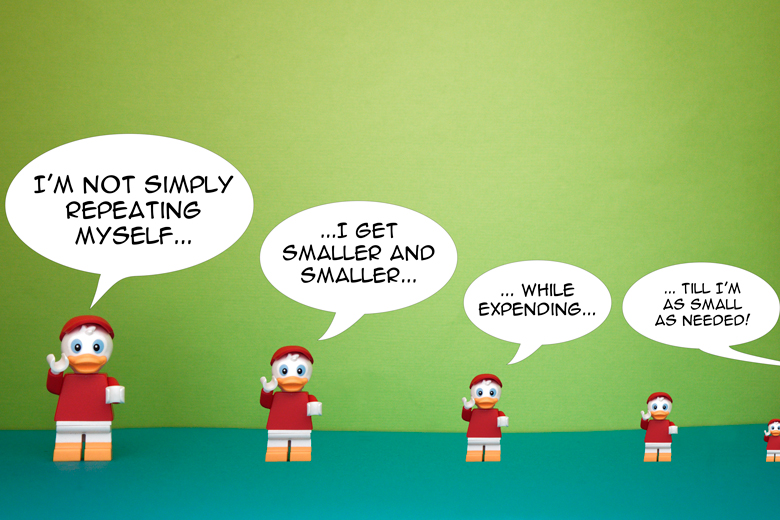 I'M NOT SIMPLY
REPEATING
MYSELF...
...I GET
SMALLER AND
SMALLER...
... WHILE
EXPENDING...
... TILL I'M
AS SMALL
AS NEEDED!